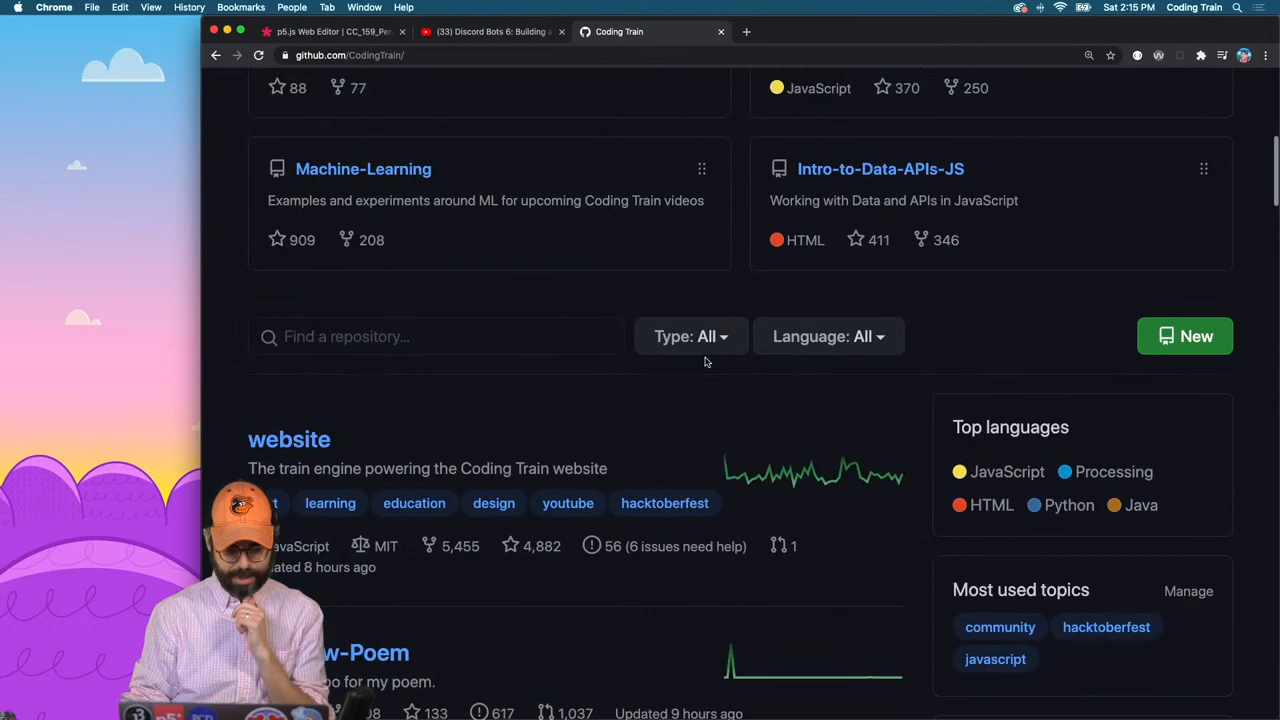 Chrome File Edit View History Bookmarks People Tab Window Help Sat 2:15 PM Coding Train
p5.js Web Editor | CC_159_Pen (33) Discord Bots 6: Building a Coding Train
github.com/CodingTrain/
88 77 JavaScript 370 250
Machine-Learning Intro-to-Data-APIs-JS
Examples and experiments around ML for upcoming Coding Train videos Working with Data and APIs in JavaScript
909 208 HTML 411 346
Find a repository... Type: All Language: All New
website Top languages
The train engine powering the Coding Train website JavaScript Processing
t learning education design youtube hacktoberfest HTML Python Java
avaScript MIT 5,455 4,882 56 (6 issues need help) 1
ated 8 hours ago
Most used topics Manage
community hacktoberfest
w-Poem javascript
oo for my poem.
08 133 617 1,037 Updated 9 hours ago